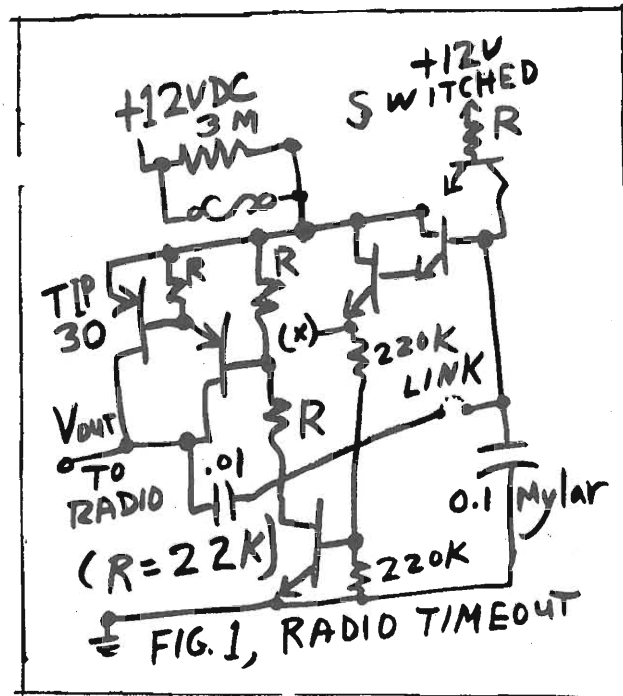 +12V
SWITCHED
+12VDC
3M
R
R
R
TIP
30
(X)
220K
LINK
R
Vout
TO
RADIO
.01
0.1 Mylar
(R=22K)
220K
FIG. 1, RADIO TIMEOUT